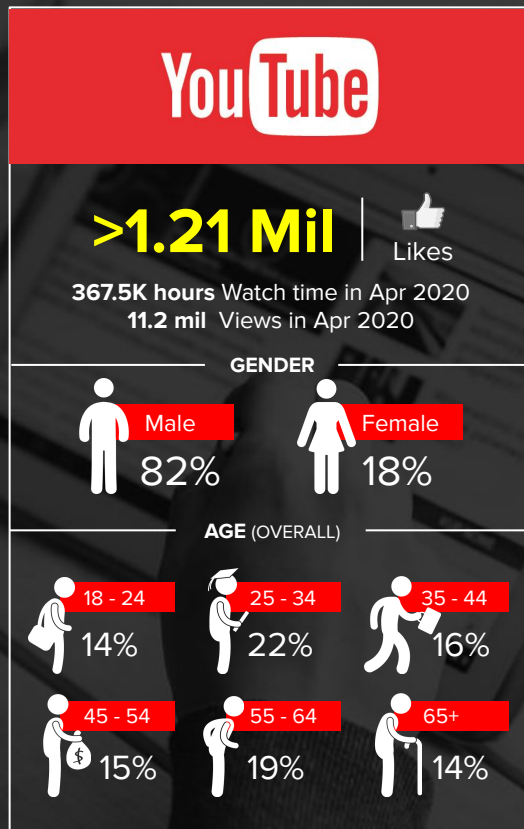 YouTube
>1.21 Mil
Likes
367.5K hours Watch time in Apr 2020
11.2 mil Views in Apr 2020
GENDER
Male
Female
82%
18%
AGE (OVERALL)
18 - 24
25 - 34
35 - 44
14%
22%
16%
45 - 54
55 - 64
65+
$
15%
19%
14%